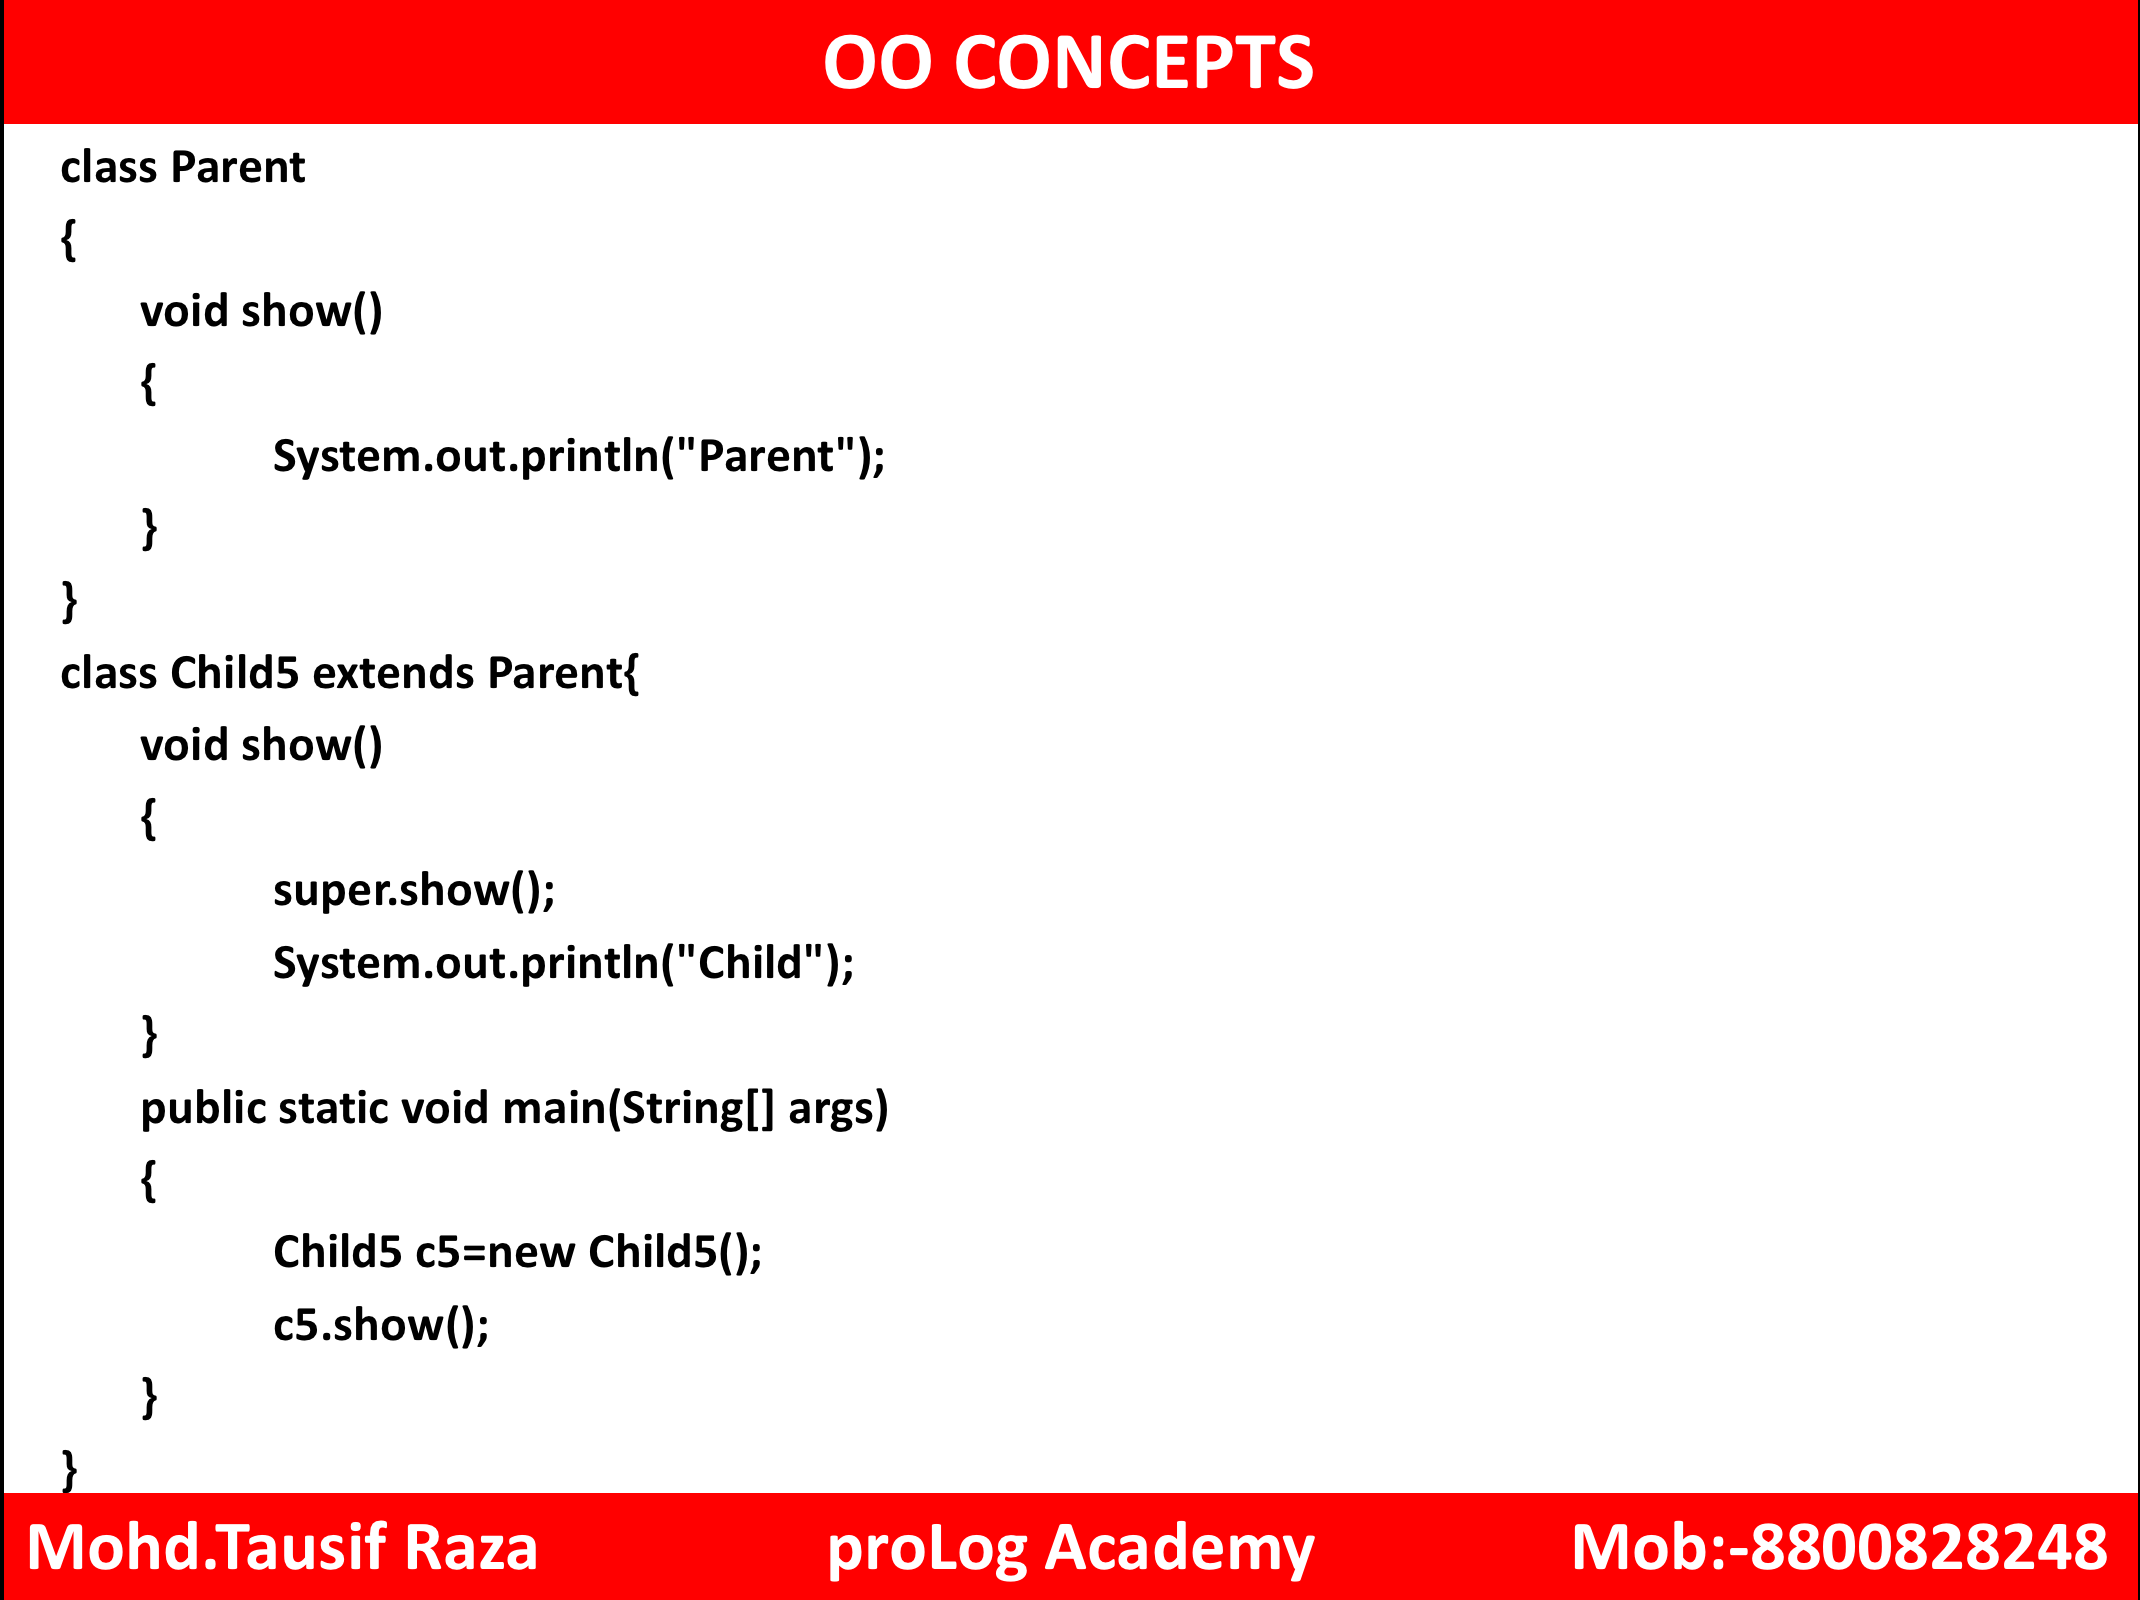 OO CONCEPTS
class Parent
{
void show()
{
System.out.println("Parent");
}
}
class Child5 extends Parent{
void show()
{
super.show();
System.out.println("Child");
}
public static void main(String[] args)
{
Child5 c5=new Child5();
c5.show();
}
}
Mohd.Tausif Raza proLog Academy Mob:-8800828248